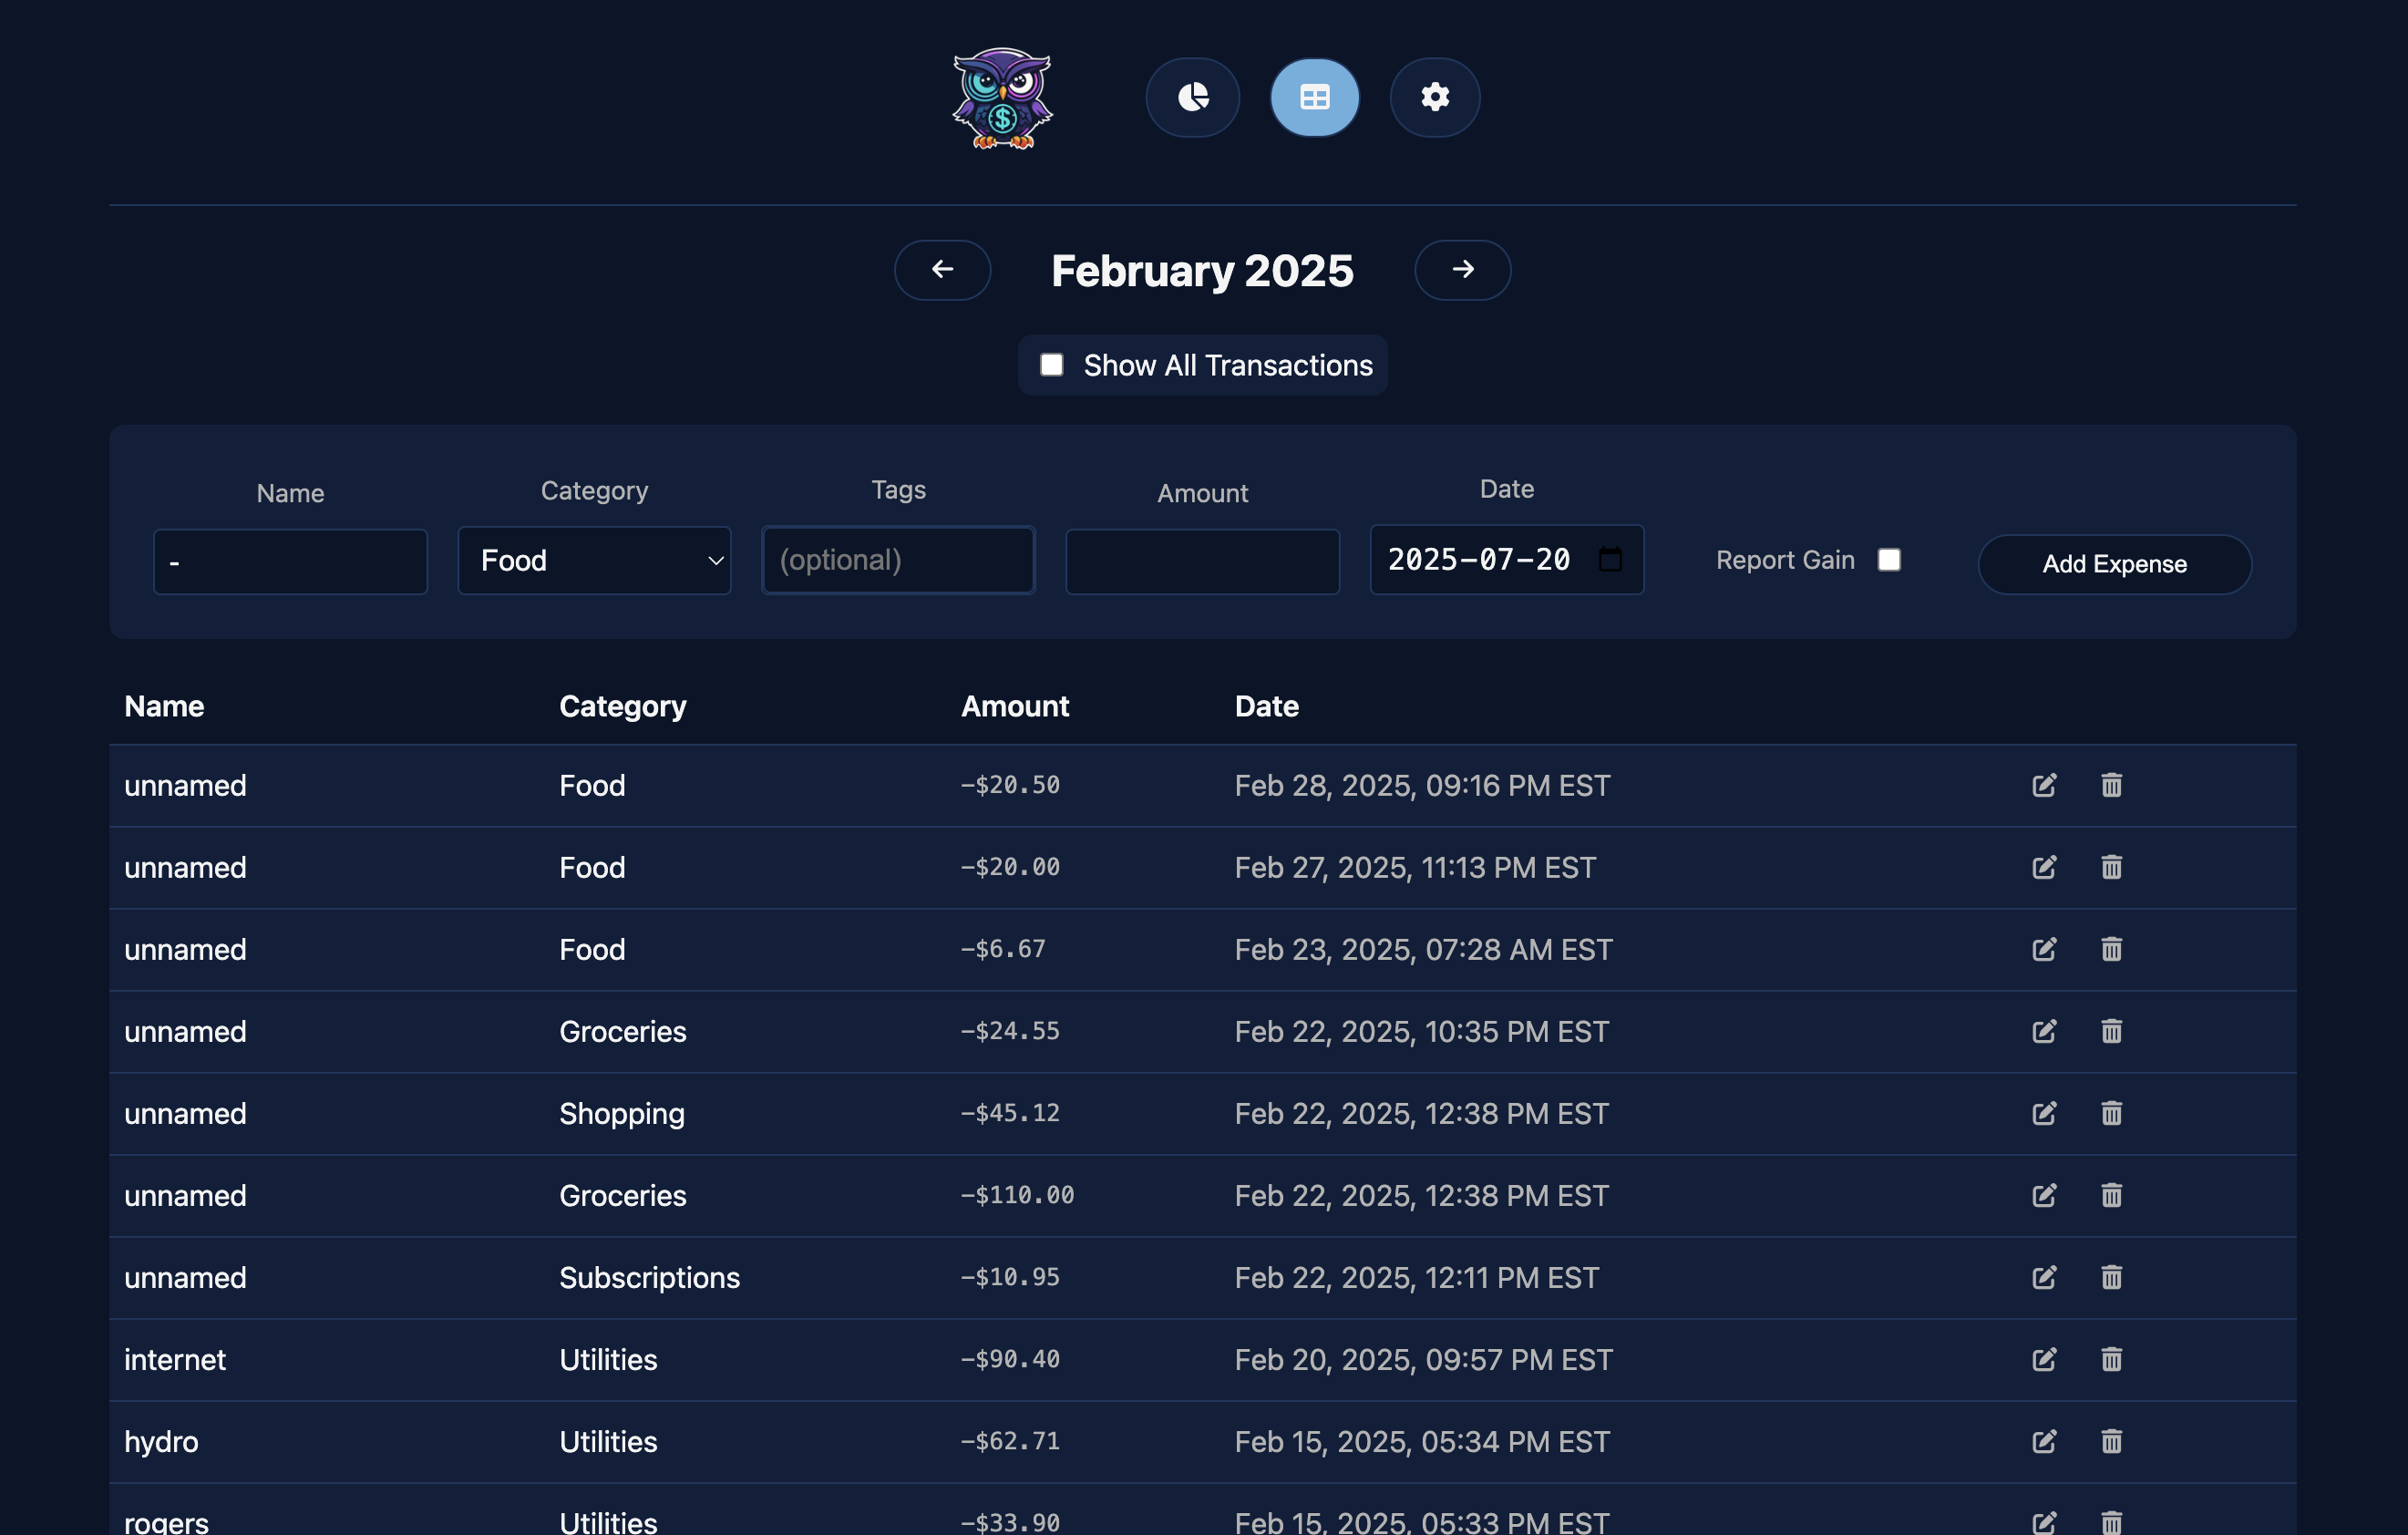 $
February 2025
Show All Transactions
Name Category Tags Amount Date
- Food (optional) 2025-07-20 Report Gain Add Expense
Name Category Amount Date
unnamed Food −$20.50 Feb 28, 2025, 09:16 PM EST
unnamed Food −$20.00 Feb 27, 2025, 11:13 PM EST
unnamed Food −$6.67 Feb 23, 2025, 07:28 AM EST
unnamed Groceries −$24.55 Feb 22, 2025, 10:35 PM EST
unnamed Shopping −$45.12 Feb 22, 2025, 12:38 PM EST
unnamed Groceries −$110.00 Feb 22, 2025, 12:38 PM EST
unnamed Subscriptions −$10.95 Feb 22, 2025, 12:11 PM EST
internet Utilities −$90.40 Feb 20, 2025, 09:57 PM EST
hydro Utilities −$62.71 Feb 15, 2025, 05:34 PM EST
rogers Utilities −$33.90 Feb 15, 2025, 05:33 PM EST